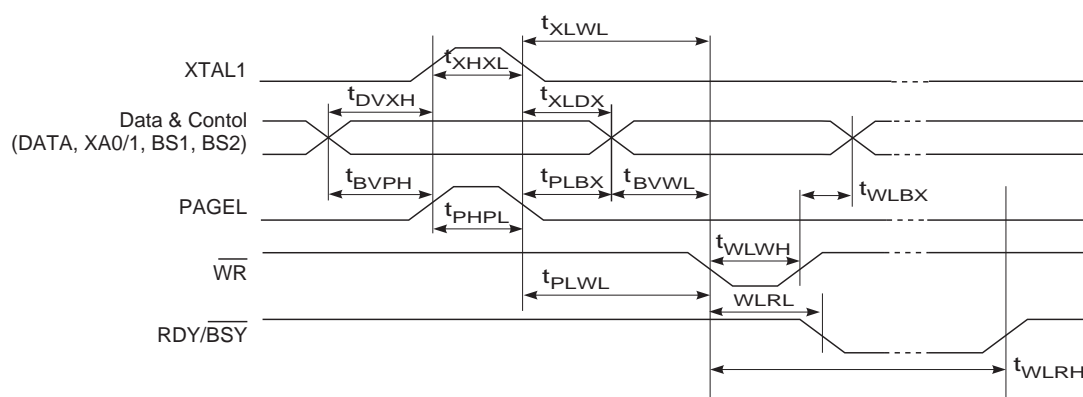 tXLWL
XTAL1
tXHXL
tDVXH
tXLDX
Data & Contol
(DATA, XA0/1, BS1, BS2)
tBVPH
tPLBX
tBVWL
tWLBX
PAGEL
tPHPL
tWLWH
WR
tPLWL
WLRL
RDY/BSY
tWLRH